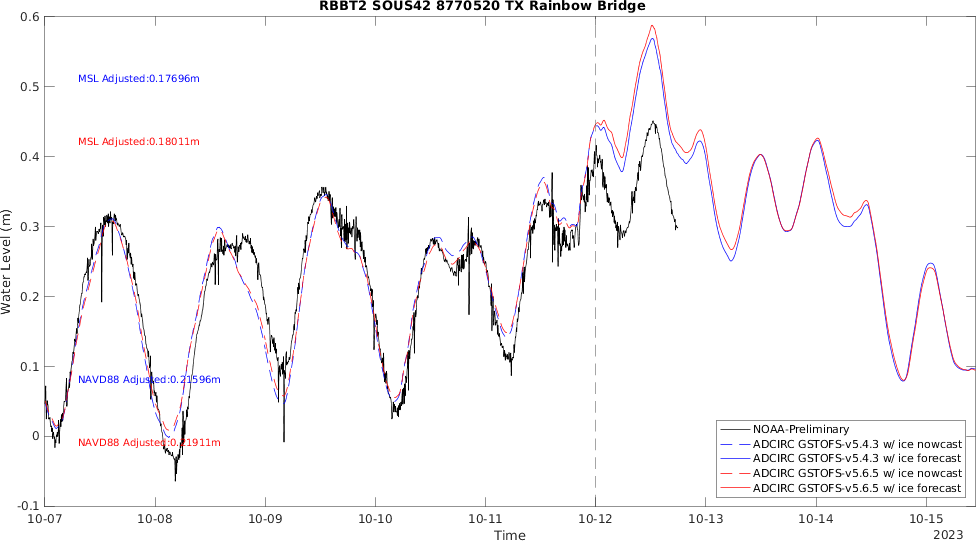 RBBT2 SOUS42 8770520 TX Rainbow Bridge
0.6
0.5
0.4
0.3
0.2
0.1
0
-0.1
Water Level (m)
MSL Adjusted:0.17696m
MSL Adjusted:0.18011m
NAVD88 Adjusted:0.21596m
NAVD88 Adjusted:0.21911m
NOAA-Preliminary
ADCIRC GSTOFS-v5.4.3 w/ ice nowcast
ADCIRC GSTOFS-v5.4.3 w/ ice forecast
ADCIRC GSTOFS-v5.6.5 w/ ice nowcast
ADCIRC GSTOFS-v5.6.5 w/ ice forecast
10-07 10-08 10-09 10-10 10-11 10-12 10-13 10-14 10-15
Time
2023